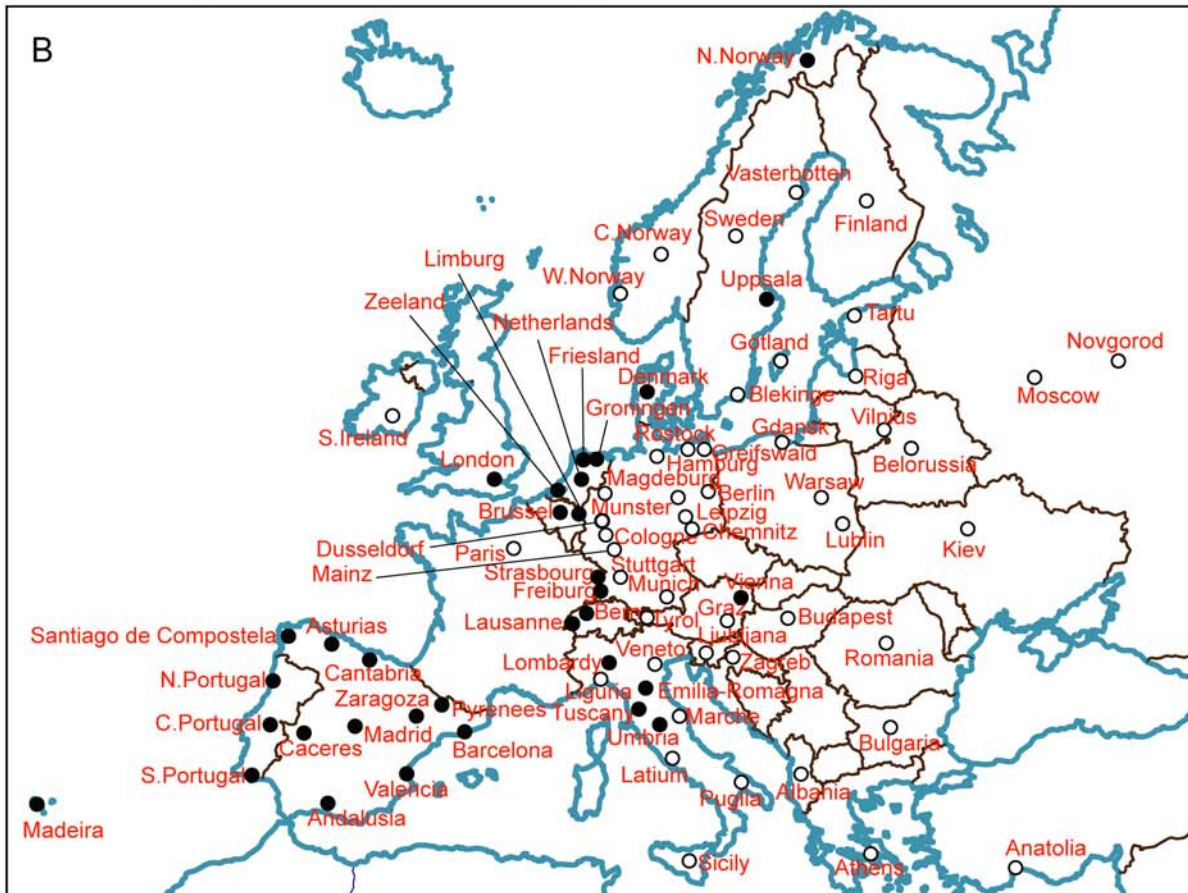 B
N.Norway
Vasterbotten
Finland
Sweden
C.Norway
Limburg
W.Norway
Uppsala
Zeeland
Netherlands
Tartu
Friesland
Gotland
Novgorod
Denmark
Riga
Moscow
Groningen
Blekinge
Vilnius
S.Ireland
Rostock
Gdansk
Greifswald
London
Hamburg
Belorussia
Magdeburg
Berlin
Warsaw
Brussel
Munster
Leipzig
Chemnitz
Dusseldorf
Paris
Cologne
Lublin
Kiev
Mainz
Stuttgart
Strasbourg
Munich
Vienna
Freiburg
Graz
Lausanne
Bern
Tyrol
Budapest
Santiago de Compostela
Asturias
Ljubljana
Veneto
Zagreb
Romania
Cantabria
Lombardy
N.Portugal
Zaragoza
Liguria
Emilia-Romagna
Pyrenees
Tuscany
Marche
C.Portugal
Caceres
Madrid
Barcelona
Umbria
Bulgaria
S.Portugal
Valencia
Latium
Puglia
Albania
Madeira
Andalusia
Sicily
Athens
Anatolia